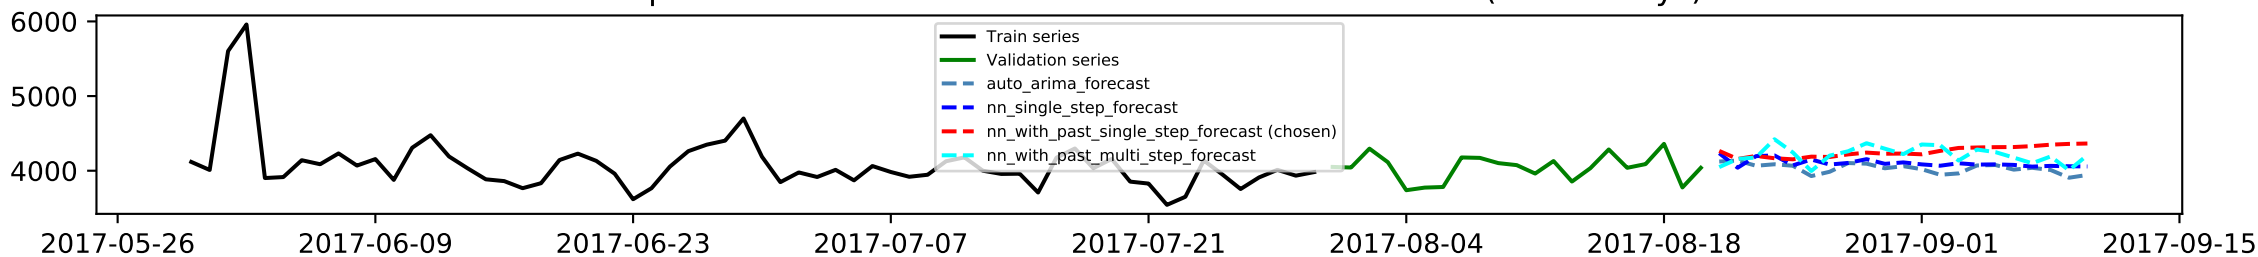 6000
5000
4000
Train series
Validation series
auto_arima_forecast
nn_single_step_forecast
nn_with_past_single_step_forecast (chosen)
nn_with_past_multi_step_forecast
2017-05-26 2017-06-09 2017-06-23 2017-07-07 2017-07-21 2017-08-04 2017-08-18 2017-09-01 2017-09-15